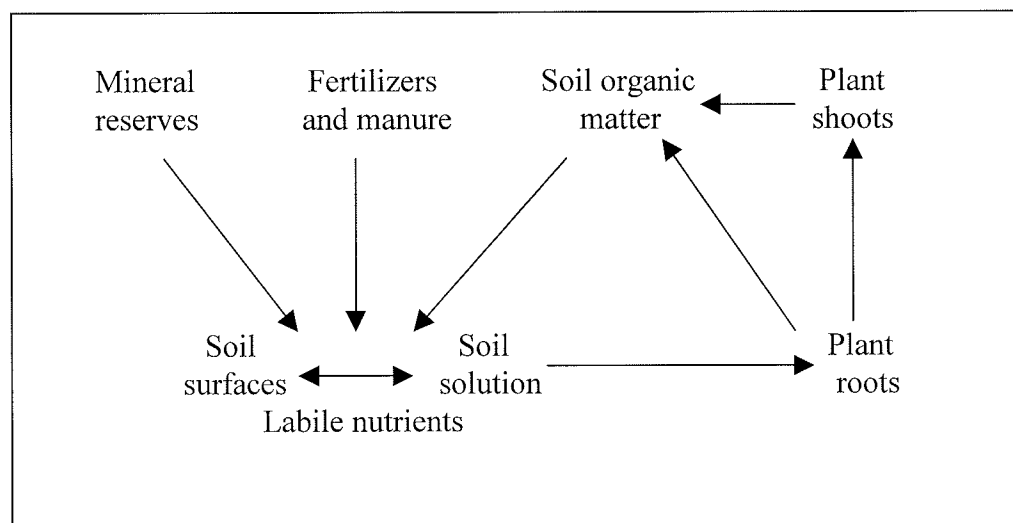 Mineral
reserves
Fertilizers
and manure
Soil organic
matter
Plant
shoots
Soil
surfaces
Soil
solution
Labile nutrients
Plant
roots